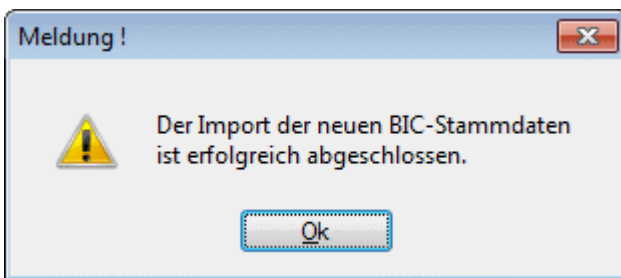 Meldung !
Der Import der neuen BIC-Stammdaten
ist erfolgreich abgeschlossen.
Ok